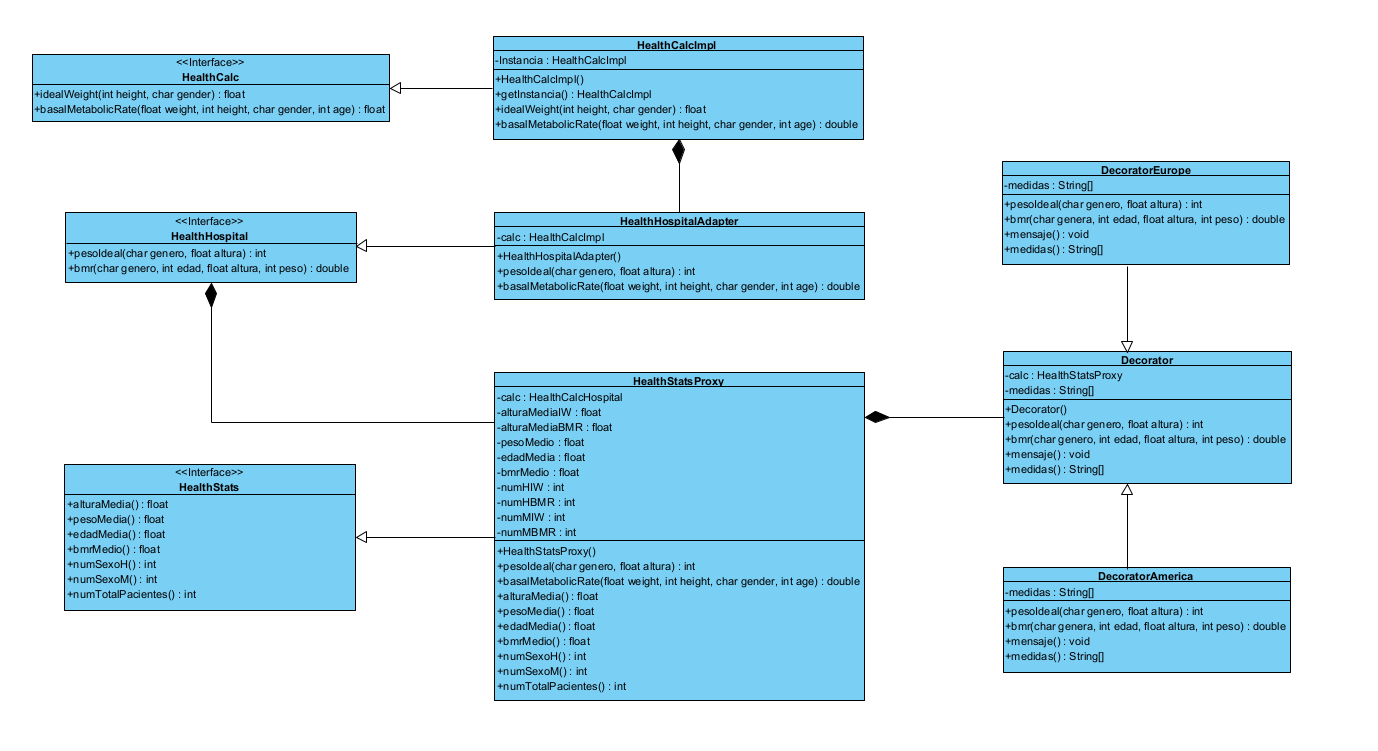 <<Interface>>
HealthCalc
+idealWeight(int height, char gender) : float
+basalMetabolicRate(float weight, int height, char gender, int age) : float
HealthCalcImpl
-Instancia : HealthCalcImpl
+HealthCalcImpl()
+getInstancia() : HealthCalcImpl
+idealWeight(int height, char gender) : float
+basalMetabolicRate(float weight, int height, char gender, int age) : double
<<Interface>>
HealthHospital
+pesoIdeal(char genero, float altura) : int
+bmr(char genero, int edad, float altura, int peso) : double
HealthHospitalAdapter
-calc : HealthCalcImpl
+HealthHospitalAdapter()
+pesoIdeal(char genero, float altura) : int
+basalMetabolicRate(float weight, int height, char gender, int age) : double
DecoratorEurope
-medidas : String[]
+pesoIdeal(char genero, float altura) : int
+bmr(char genera, int edad, float altura, int peso) : double
+mensaje() : void
+medidas() : String[]
<<Interface>>
HealthStats
+alturaMedia() : float
+pesoMedia() : float
+edadMedia() : float
+bmrMedio() : float
+numSexoH() : int
+numSexoM() : int
+numTotalPacientes() : int
HealthStatsProxy
-calc : HealthCalcHospital
-alturaMediaIW : float
-alturaMediaBMR : float
-pesoMedio : float
-edadMedia : float
-bmrMedio : float
-numHIW : int
-numHBMR : int
-numMIW : int
-numMBMR : int
+HealthStatsProxy()
+pesoIdeal(char genero, float altura) : int
+basalMetabolicRate(float weight, int height, char gender, int age) : double
+alturaMedia() : float
+pesoMedia() : float
+edadMedia() : float
+bmrMedio() : float
+numSexoH() : int
+numSexoM() : int
+numTotalPacientes() : int
Decorator
-calc : HealthStatsProxy
-medidas : String[]
+Decorator()
+pesoIdeal(char genero, float altura) : int
+bmr(char genero, int edad, float altura, int peso) : double
+mensaje() : void
+medidas() : String[]
DecoratorAmerica
-medidas : String[]
+pesoIdeal(char genero, float altura) : int
+bmr(char genera, int edad, float altura, int peso) : double
+mensaje() : void
+medidas() : String[]